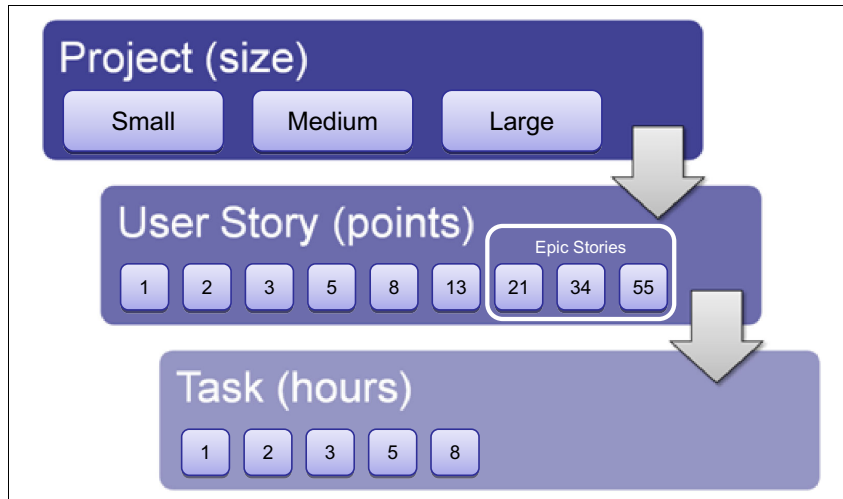 Project (size)
Small Medium Large
User Story (points)
Epic Stories
1 2 3 5 8 13 21 34 55
Task (hours)
1 2 3 5 8